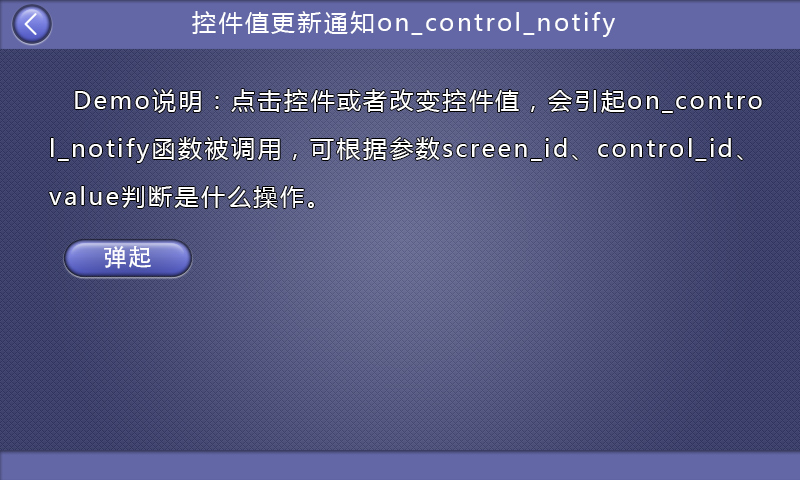 控件值更新通知on_control_notify
Demo说明：点击控件或者改变控件值，会引起on_contro
l_notify函数被调用，可根据参数screen_id、control_id、
value判断是什么操作。
弹起